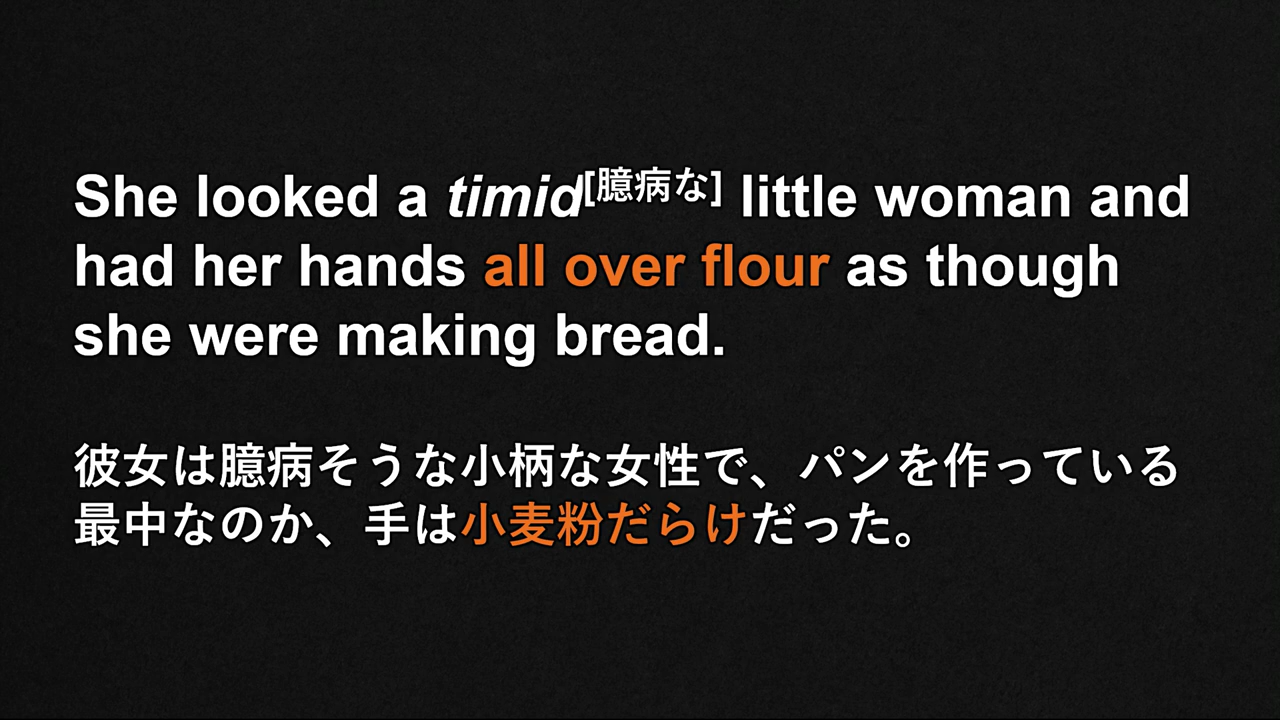 She looked a timid[臆病な] little woman and
had her hands all over flour as though
she were making bread.
彼女は臆病そうな小柄な女性で、パンを作っている
最中なのか、手は小麦粉だらけだった。